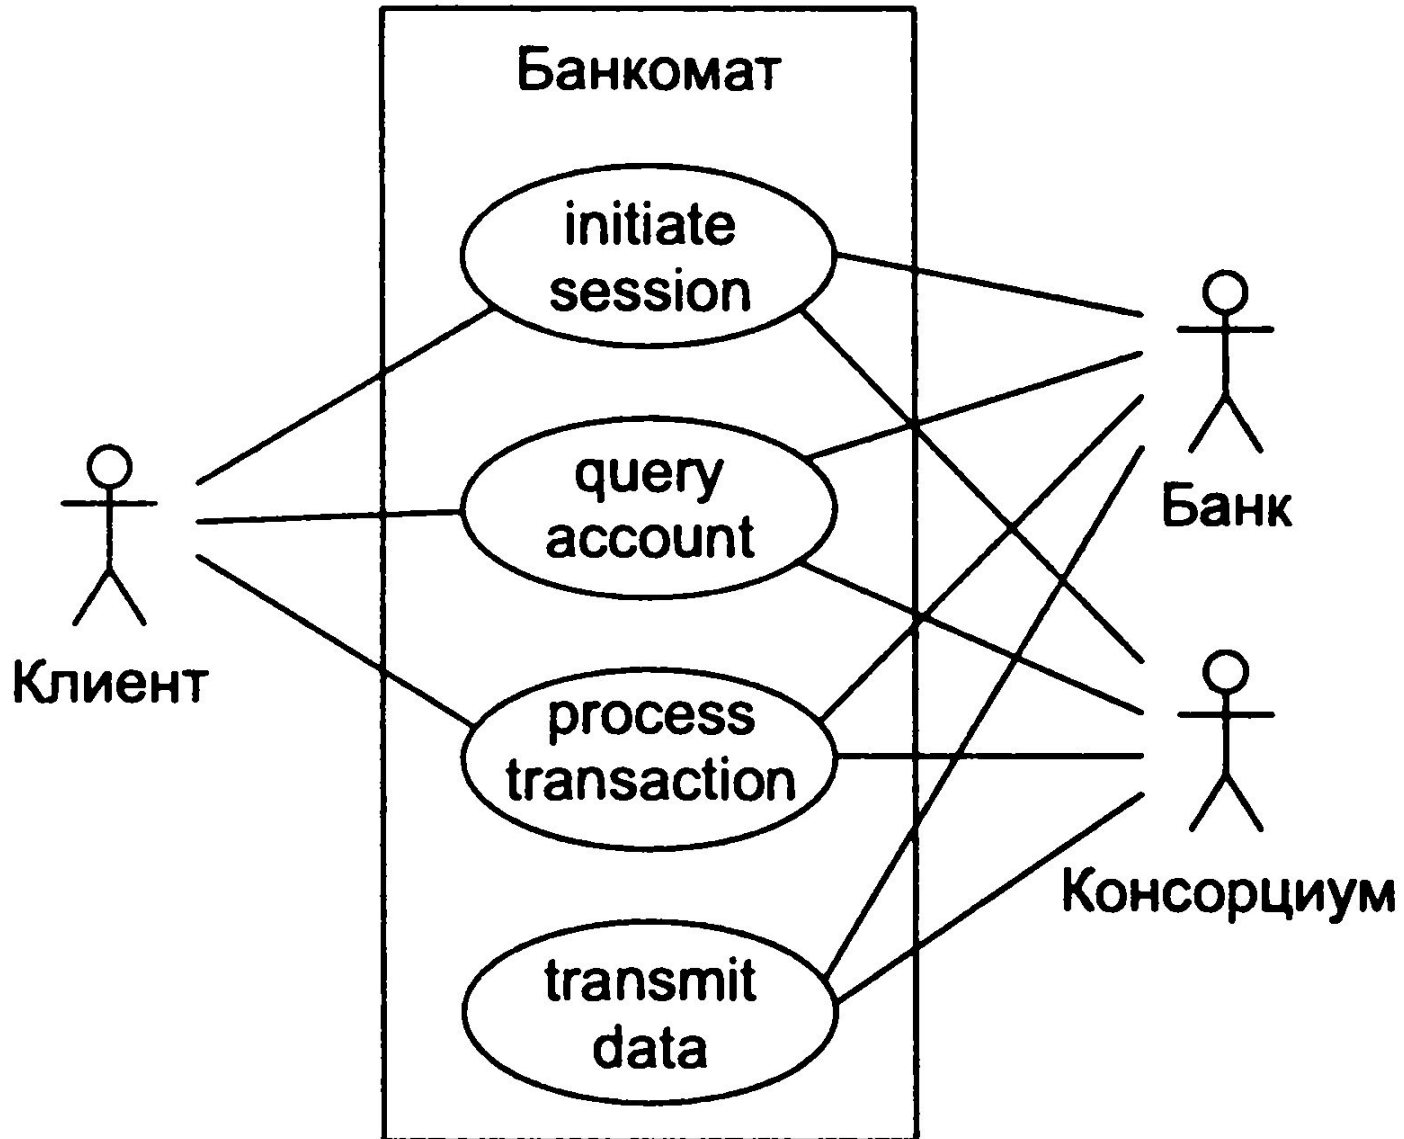 Банкомат
initiate
session
query
account
process
transaction
transmit
data
Клиент
Банк
Консорциум